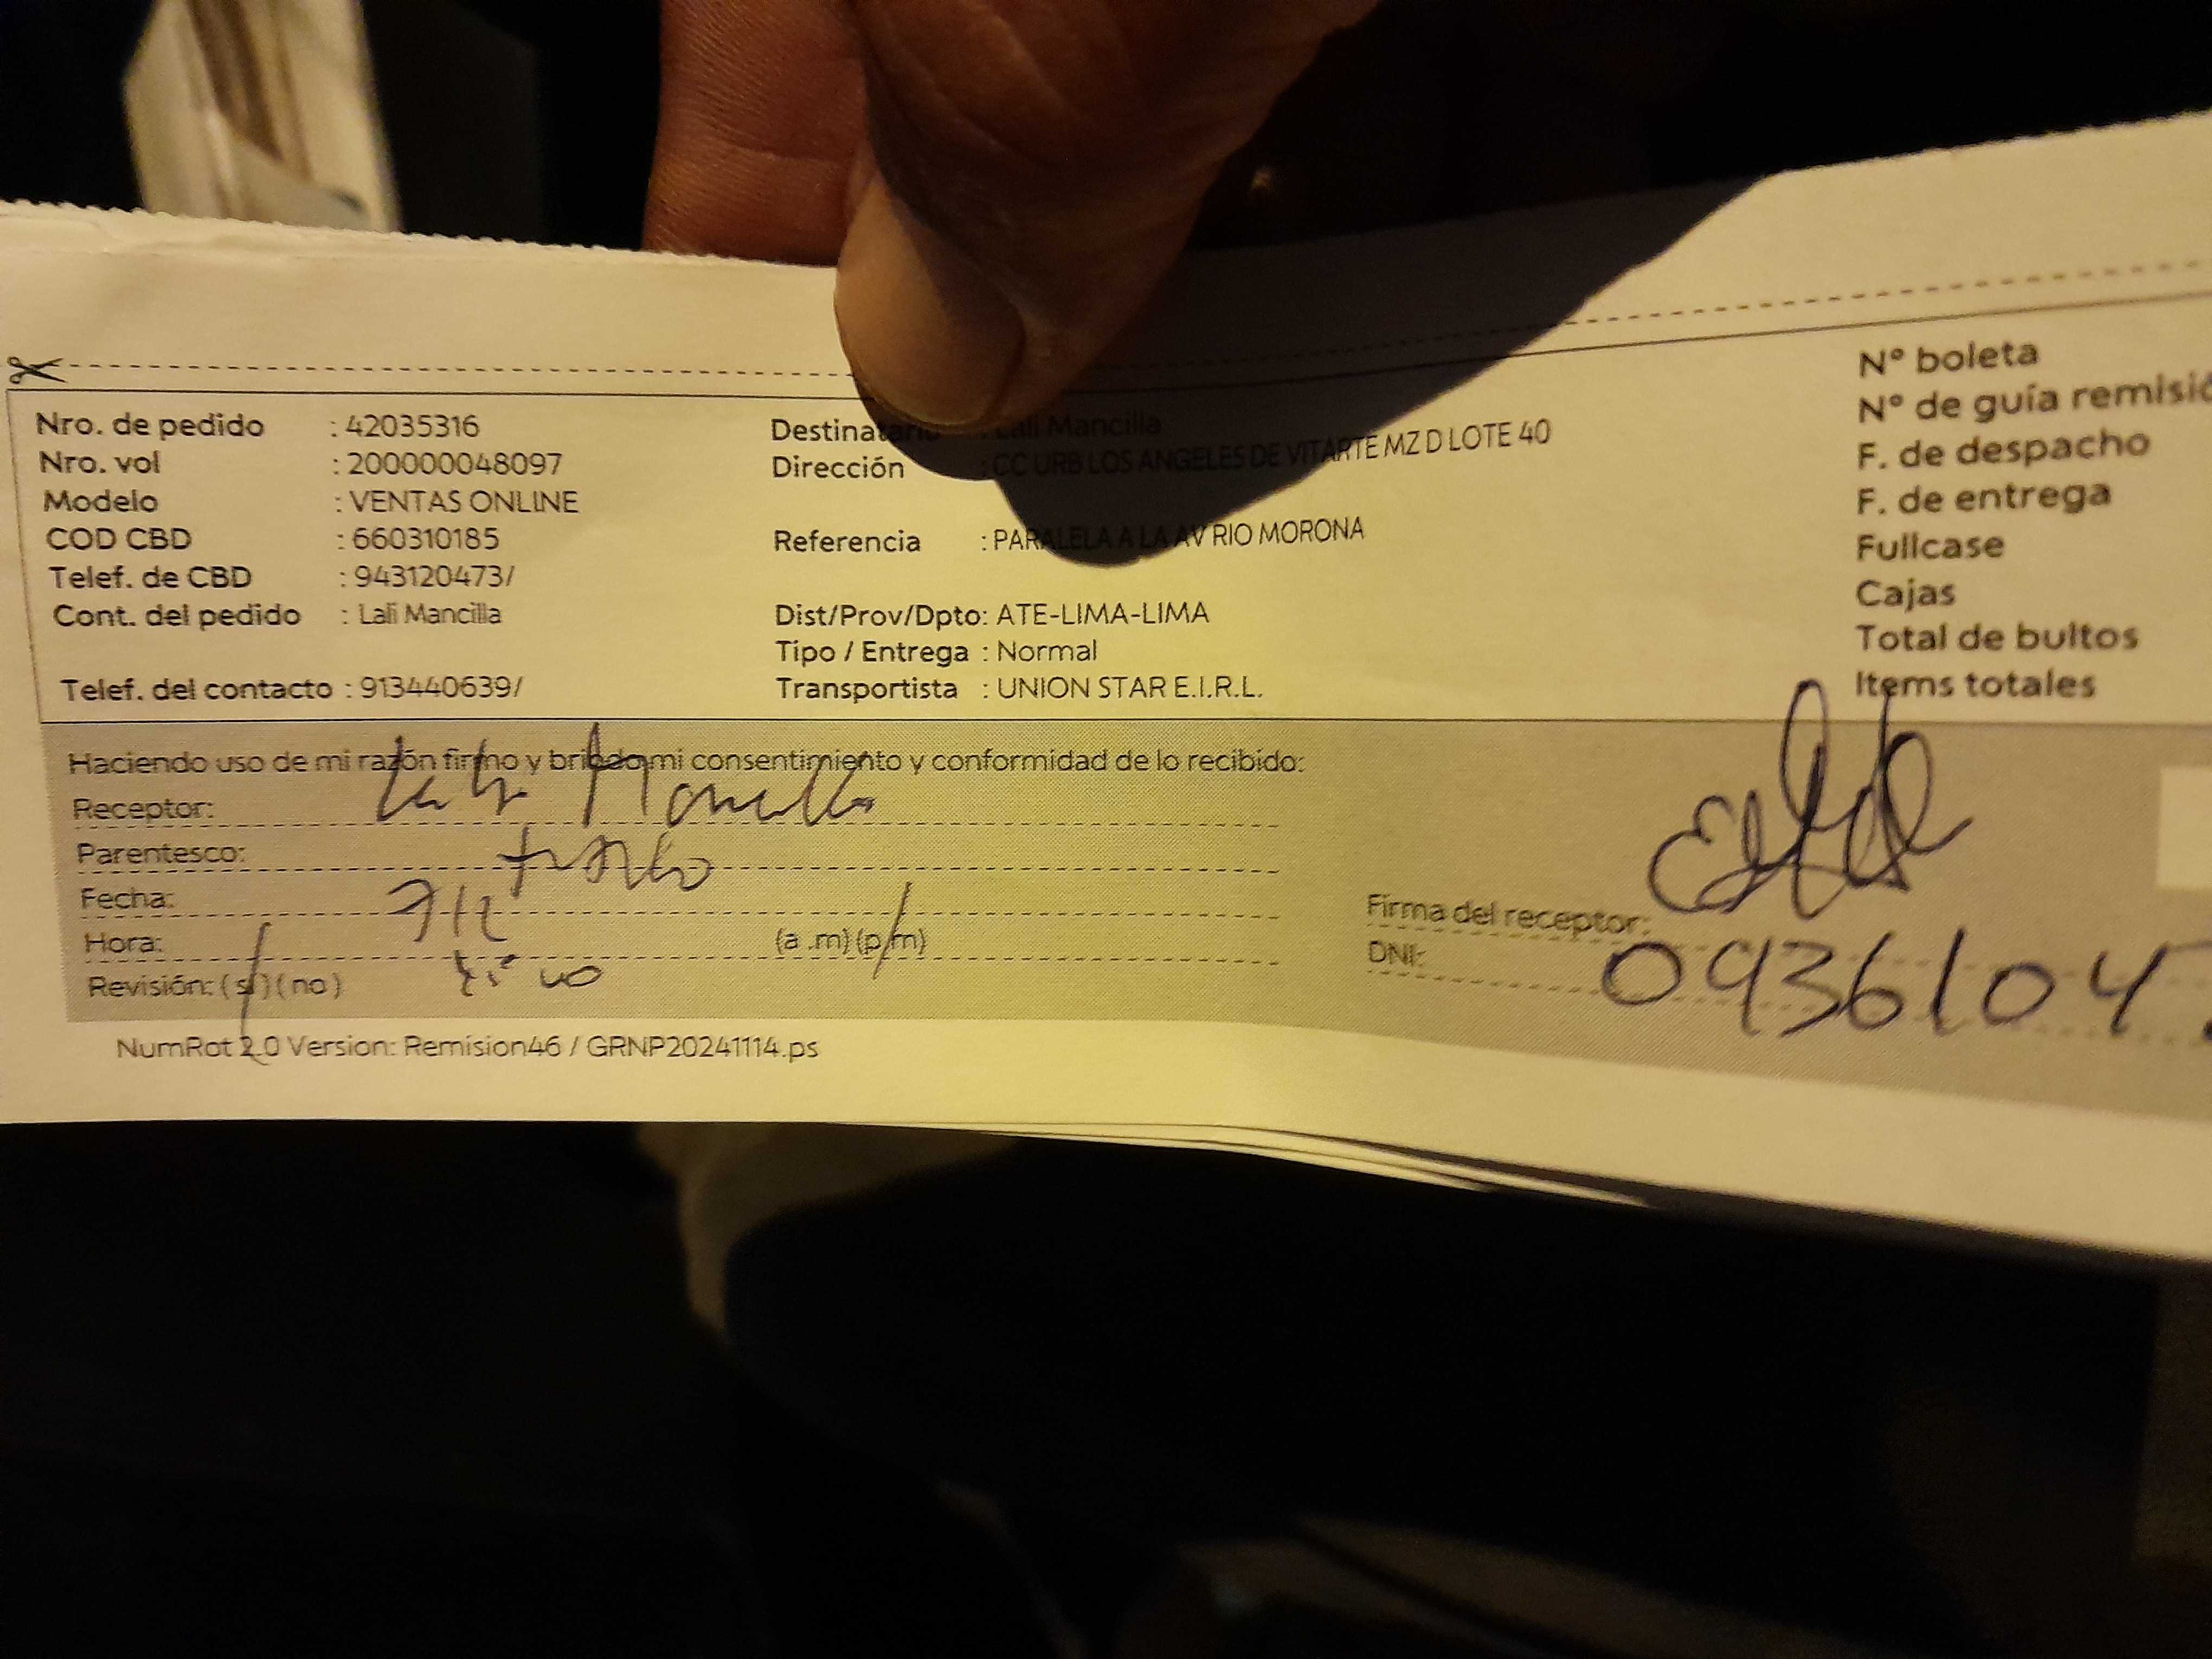 Nro. de pedido : 42035316
Nro. vol : 200000048097
Modelo : VENTAS ONLINE
COD CBD : 660310185
Telef. de CBD : 943120473/
Cont. del pedido : Lali Mancilla
Telef. del contacto : 913440639/
Destinatario : Lali Mancilla
Dirección : CC URB LOS ANGELES DE VITARTE MZ D LOTE 40
Referencia : PARALELA A LA AV RIO MORONA
Dist/Prov/Dpto: ATE-LIMA-LIMA
Tipo / Entrega : Normal
Transportista : UNION STAR E.I.R.L.
N° boleta
N° de guía remisió
F. de despacho
F. de entrega
Fullcase
Cajas
Total de bultos
Items totales
Haciendo uso de mi razón firmo y brindo mi consentimiento y conformidad de lo recibido:
Receptor: Lali Mancilla
Parentesco:
Fecha: 7/12
Hora: (a .m) (p.m)
Revisión: ( si ) ( no )
Firma del receptor:
DNI: 0936104
NumRot 2.0 Version: Remision46 / GRNP20241114.ps